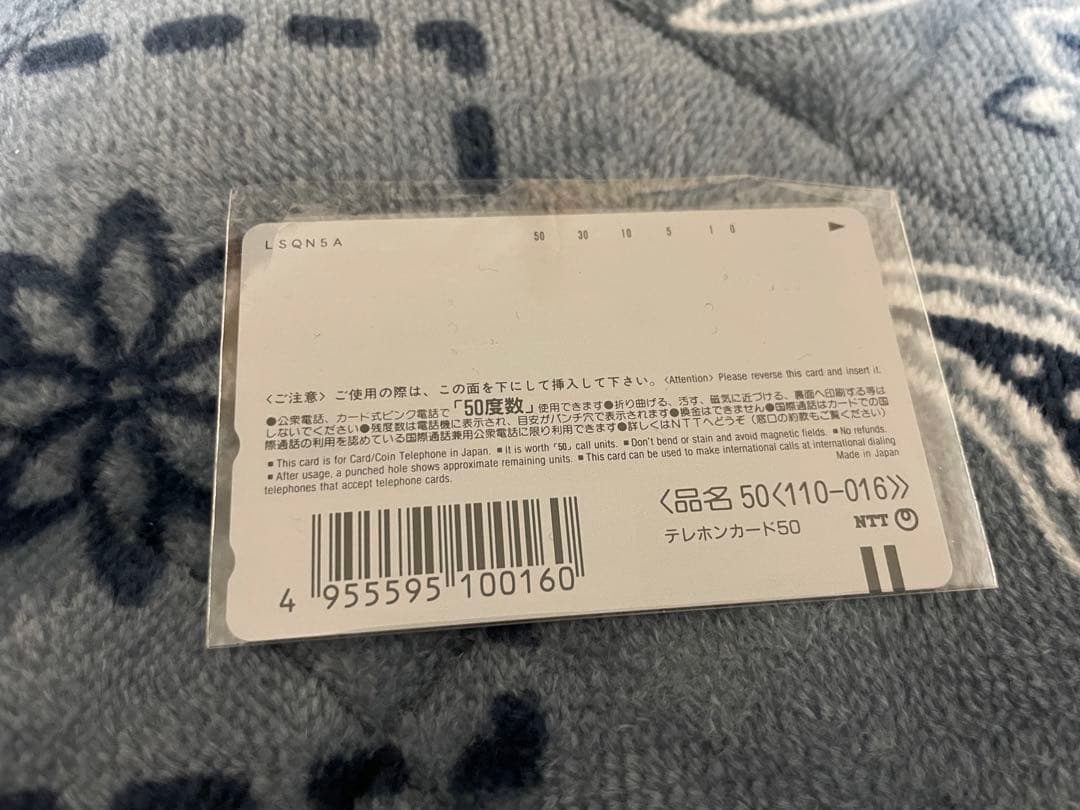 LSQN5A
50 30 10 5 1 0
〈ご注意〉ご使用の際は、この面を下にして挿入して下さい。〈Attention〉Please reverse this card and insert it.
●公衆電話、カード式ピンク電話で「50度数」使用できます●折り曲げる、汚す、磁気に近づける、裏面へ印刷する等は
しないでください●残度数は電話機に表示され、目安がパンチ穴で表示されます●換金はできません●国際通話はカードでの国
際通話の利用を認めている国際通話兼用公衆電話に限り利用できます●詳しくはNTTへどうぞ(窓口の約款もご覧ください)
■This card is for Card/Coin Telephone in Japan. ■It is worth「50」call units. ■Don't bend or stain and avoid magnetic fields. ■No refunds.
■After usage, a punched hole shows approximate remaining units. ■This card can be used to make international calls at international dialing
telephones that accept telephone cards. Made in Japan
〈品名 50〈110-016〉〉
テレホンカード50 NTT
4 955595 100160